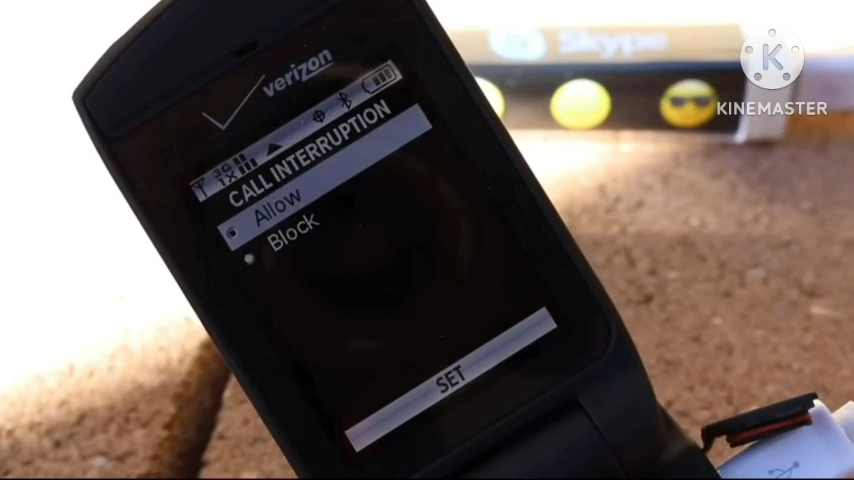 Skype
KINEMASTER
verizon
3G
1X
CALL INTERRUPTION
Allow
Block
SET